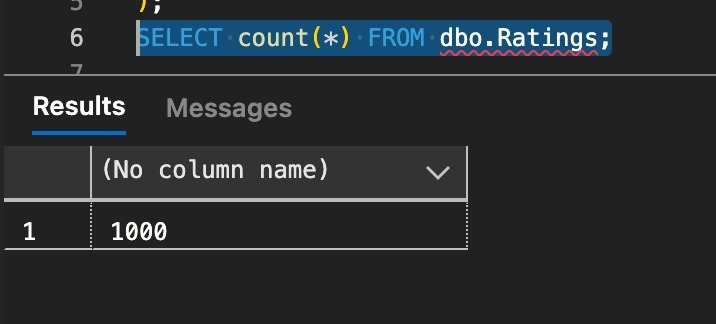 5 );
6 SELECT count(*) FROM dbo.Ratings;
7
Results Messages
(No column name)
1 1000